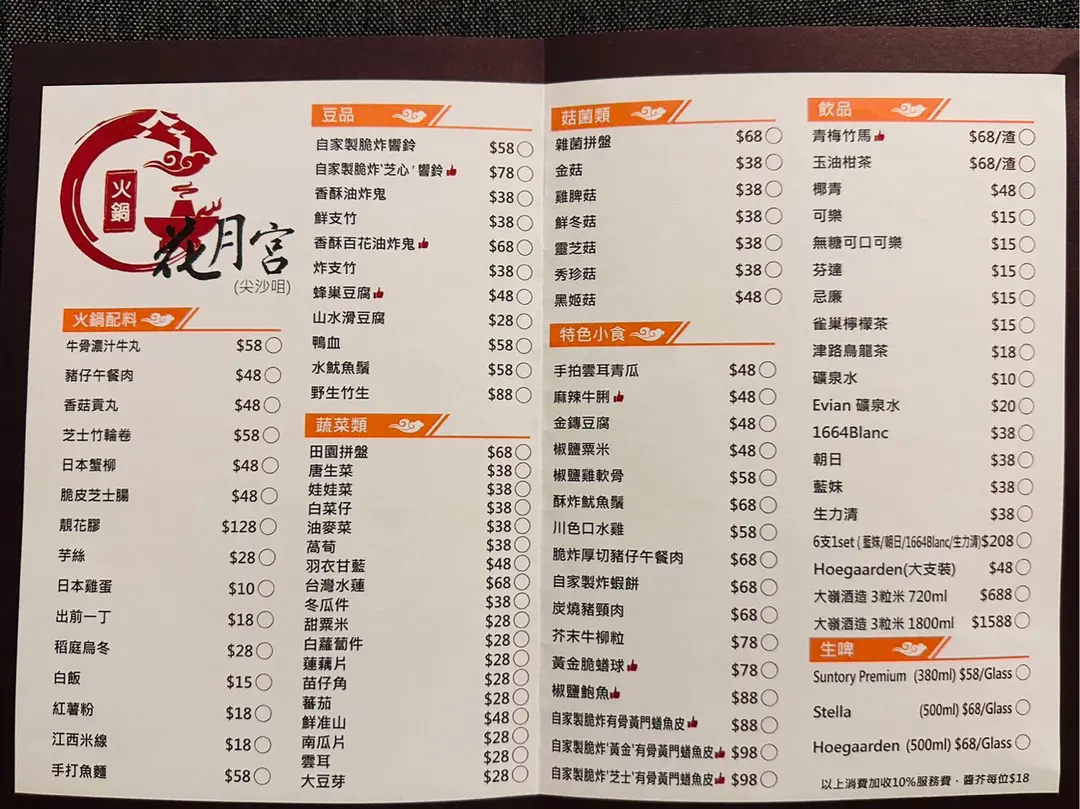 火鍋
花月宮
(尖沙咀)
火鍋配料
牛骨濃汁牛丸 $58
豬仔午餐肉 $48
香菇貢丸 $48
芝士竹輪卷 $58
日本蟹柳 $48
脆皮芝士腸 $48
靚花膠 $128
芋絲 $28
日本雞蛋 $10
出前一丁 $18
稻庭烏冬 $28
白飯 $15
紅薯粉 $18
江西米線 $18
手打魚麵 $58
豆品
自家製脆炸響鈴 $58
自家製脆炸'芝心'響鈴 $78
香酥油炸鬼 $38
鮮支竹 $38
香酥百花油炸鬼 $68
炸支竹 $38
蜂巢豆腐 $48
山水滑豆腐 $28
鴨血 $58
水魷魚鬚 $58
野生竹生 $88
蔬菜類
田園拼盤 $68
唐生菜 $38
娃娃菜 $38
白菜仔 $38
油麥菜 $38
萵荀 $38
羽衣甘藍 $48
台灣水蓮 $68
冬瓜件 $38
甜粟米 $28
白蘿蔔件 $28
蓮藕片 $28
苗仔角 $28
蕃茄 $28
鮮准山 $48
南瓜片 $28
雲耳 $28
大豆芽 $28
菇菌類
雜菌拼盤 $68
金菇 $38
雞脾菇 $38
鮮冬菇 $38
靈芝菇 $38
秀珍菇 $38
黑姬菇 $48
特色小食
手拍雲耳青瓜 $48
麻辣牛脷 $48
金鏄豆腐 $48
椒鹽粟米 $48
椒鹽雞軟骨 $58
酥炸魷魚鬚 $68
川色口水雞 $58
脆炸厚切豬仔午餐肉 $68
自家製炸蝦餅 $68
炭燒豬頸肉 $68
芥末牛柳粒 $78
黃金脆鱔球 $78
椒鹽鮑魚 $88
自家製脆炸有骨黃門鱔魚皮 $88
自家製脆炸'黃金'有骨黃門鱔魚皮 $98
自家製脆炸'芝士'有骨黃門鱔魚皮 $98
飲品
青梅竹馬 $68/渣
玉油柑茶 $68/渣
椰青 $48
可樂 $15
無糖可口可樂 $15
芬達 $15
忌廉 $15
雀巢檸檬茶 $15
津路烏龍茶 $18
礦泉水 $10
Evian 礦泉水 $20
1664Blanc $38
朝日 $38
藍妹 $38
生力清 $38
6支1set ( 藍妹/朝日/1664Blanc/生力清) $208
Hoegaarden(大支裝) $48
大嶺酒造 3粒米 720ml $688
大嶺酒造 3粒米 1800ml $1588
生啤
Suntory Premium (380ml) $58/Glass
Stella (500ml) $68/Glass
Hoegaarden (500ml) $68/Glass
以上消費加收10%服務費，醬芥每位$18